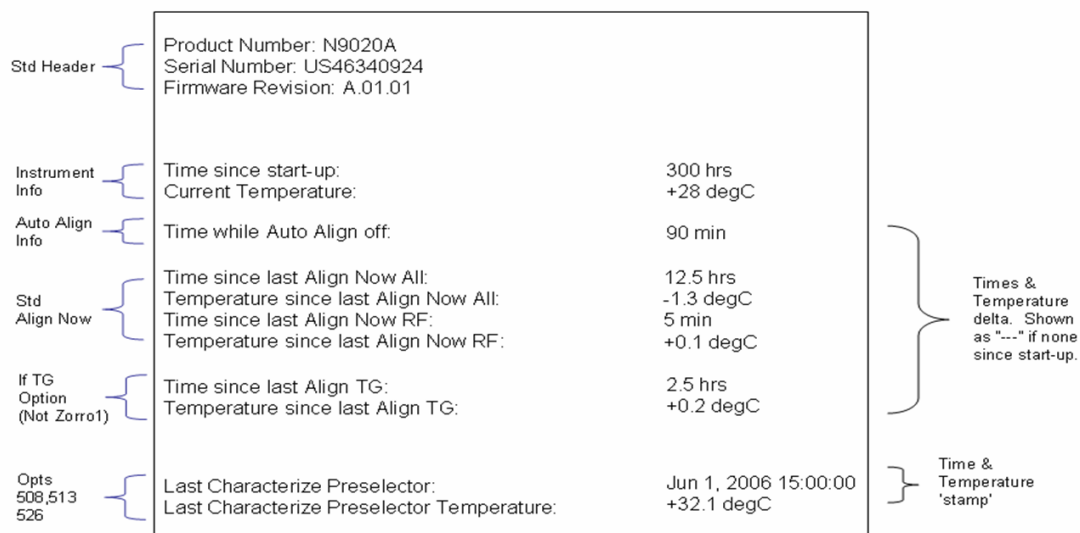 Std Header
Product Number: N9020A
Serial Number: US46340924
Firmware Revision: A.01.01
Instrument
Info
Time since start-up: 300 hrs
Current Temperature: +28 degC
Auto Align
Info
Time while Auto Align off: 90 min
Std
Align Now
Time since last Align Now All: 12.5 hrs
Temperature since last Align Now All: -1.3 degC
Time since last Align Now RF: 5 min
Temperature since last Align Now RF: +0.1 degC
Times &
Temperature
delta. Shown
as "---" if none
since start-up.
If TG
Option
(Not Zorro1)
Time since last Align TG: 2.5 hrs
Temperature since last Align TG: +0.2 degC
Opts
508,513
526
Last Characterize Preselector: Jun 1, 2006 15:00:00
Last Characterize Preselector Temperature: +32.1 degC
Time &
Temperature
'stamp'